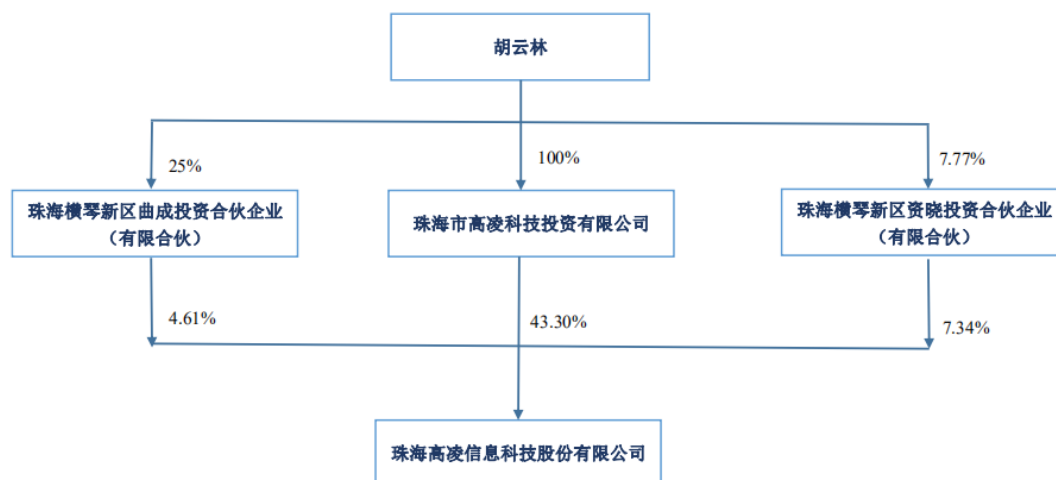 胡云林
25%
100%
7.77%
珠海横琴新区曲成投资合伙企业
（有限合伙）
珠海市高凌科技投资有限公司
珠海横琴新区资晓投资合伙企业
（有限合伙）
4.61%
43.30%
7.34%
珠海高凌信息科技股份有限公司